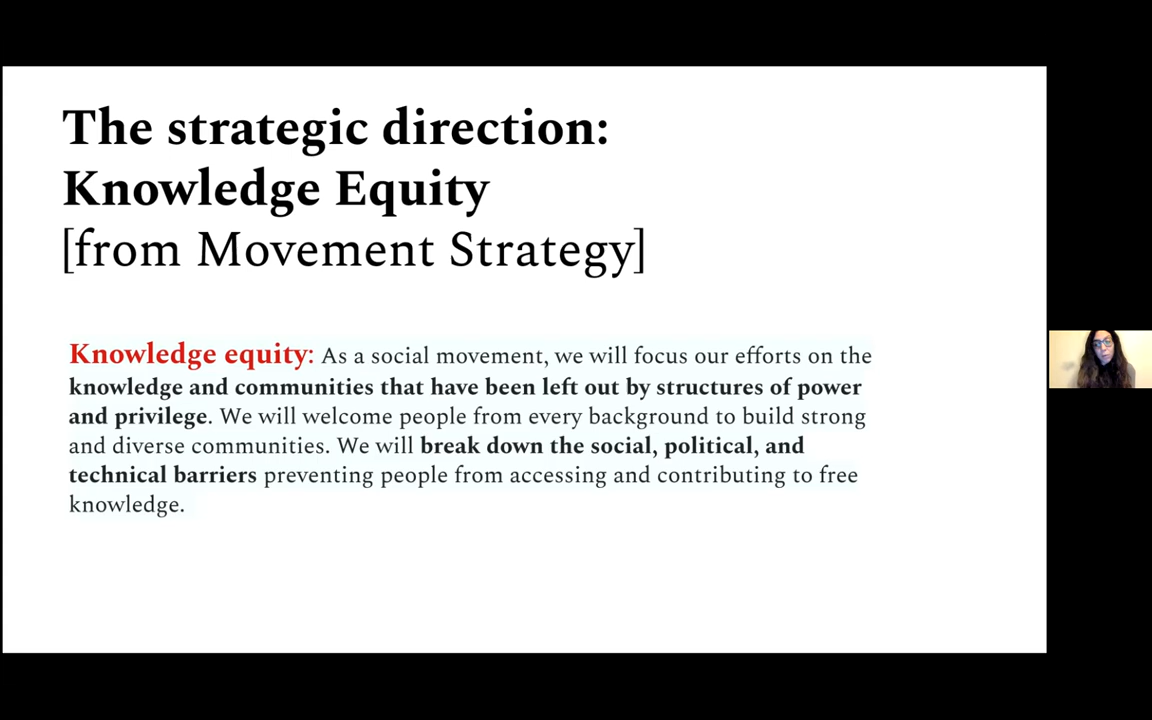 The strategic direction:
Knowledge Equity
[from Movement Strategy]
Knowledge equity: As a social movement, we will focus our efforts on the
knowledge and communities that have been left out by structures of power
and privilege. We will welcome people from every background to build strong
and diverse communities. We will break down the social, political, and
technical barriers preventing people from accessing and contributing to free
knowledge.